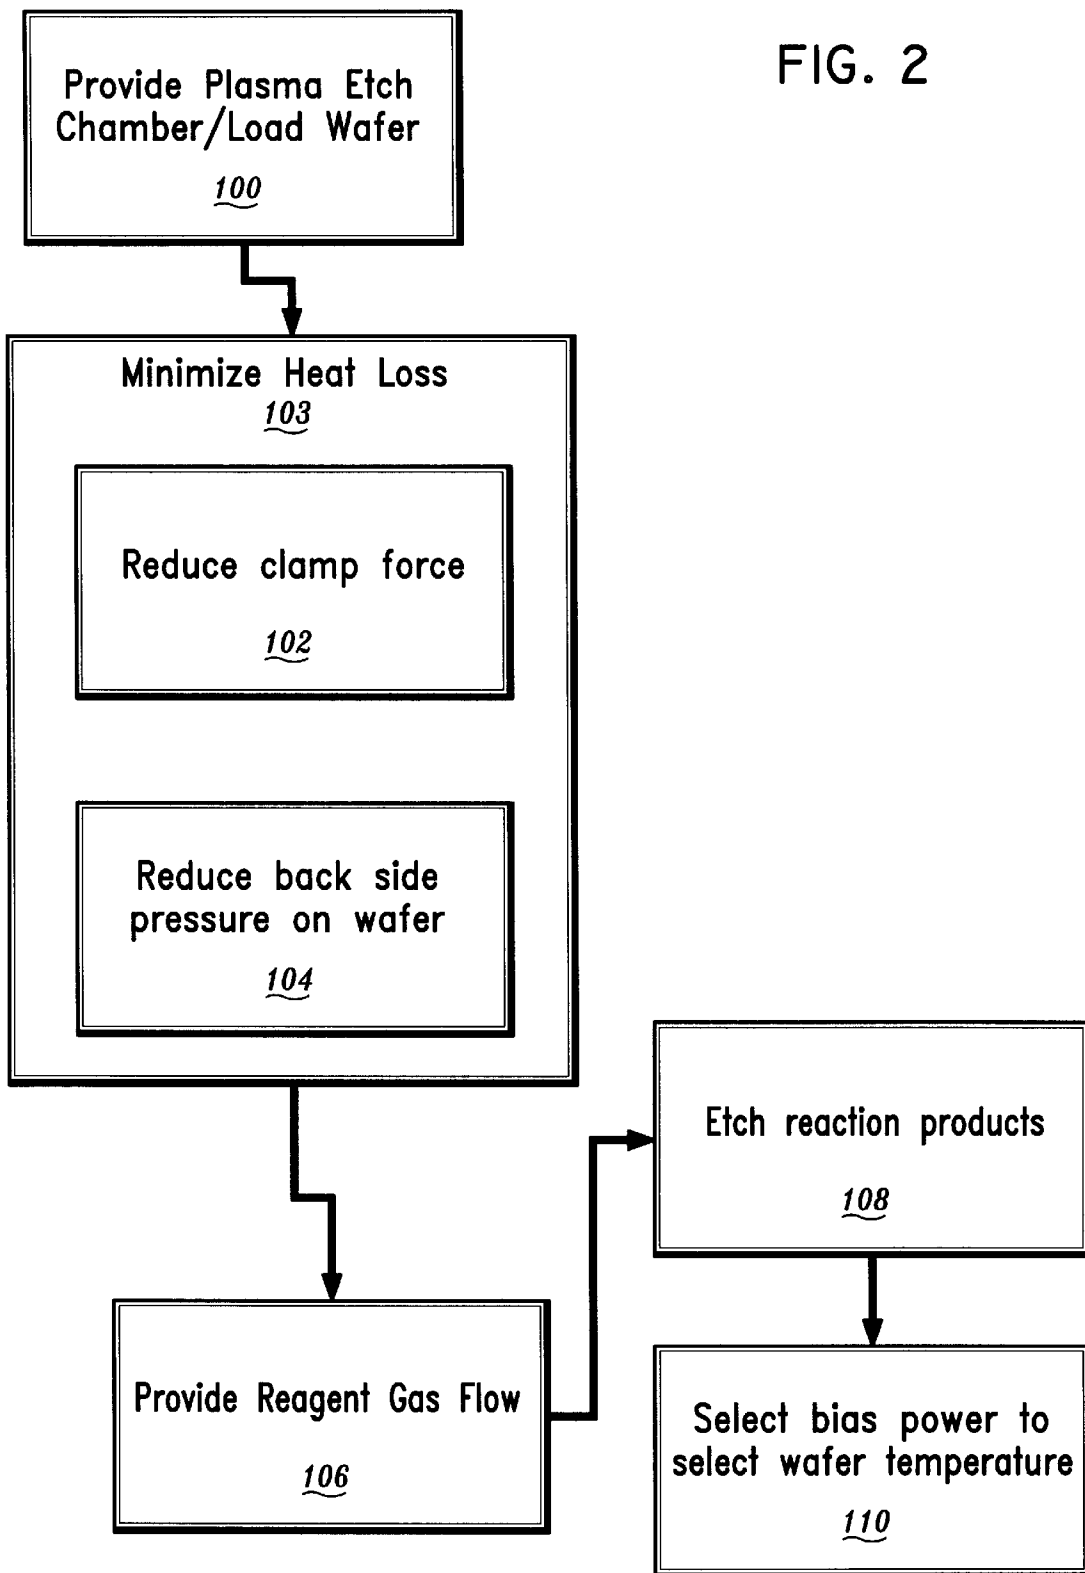 FIG. 2
Provide Plasma Etch
Chamber/Load Wafer
100
Minimize Heat Loss
103
Reduce clamp force
102
Reduce back side
pressure on wafer
104
Provide Reagent Gas Flow
106
Etch reaction products
108
Select bias power to
select wafer temperature
110